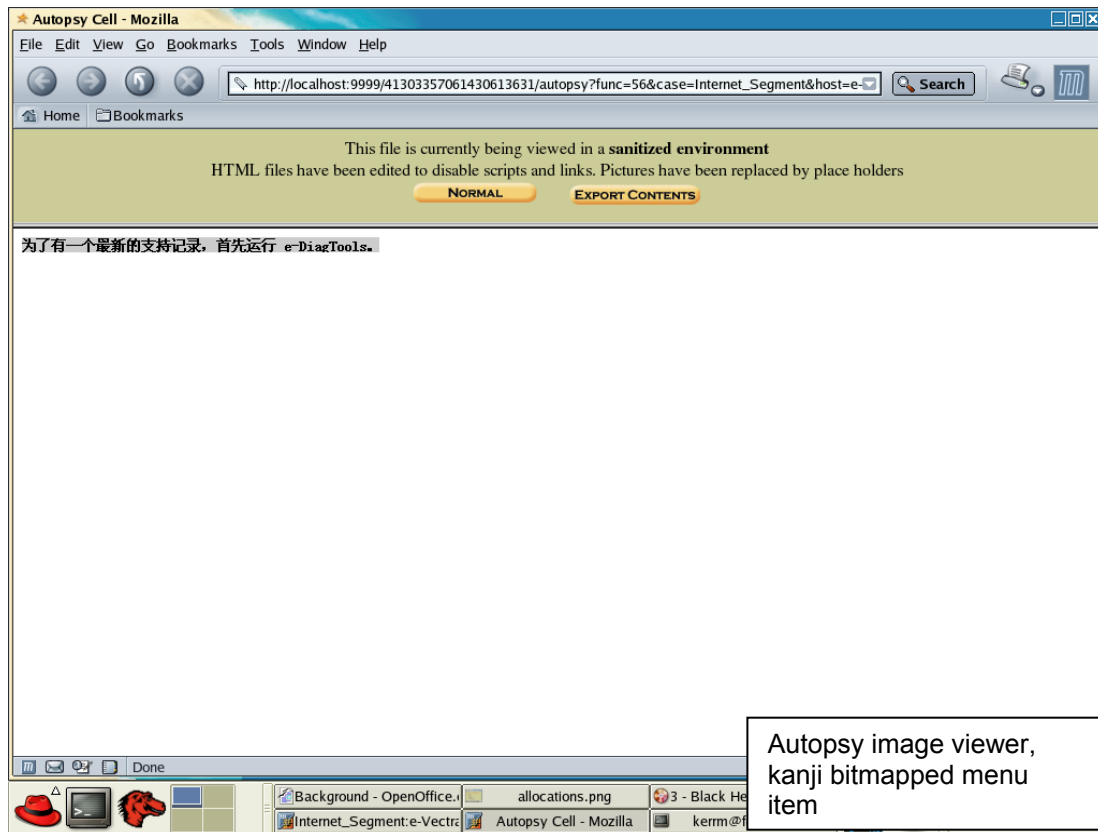 Autopsy Cell - Mozilla
File Edit View Go Bookmarks Tools Window Help
http://localhost:9999/41303357061430613631/autopsy?func=56&case=Internet_Segment&host=e-
Search
Home Bookmarks
This file is currently being viewed in a sanitized environment
HTML files have been edited to disable scripts and links. Pictures have been replaced by place holders
NORMAL EXPORT CONTENTS
为了有一个最新的支持记录，首先运行 e-DiagTools。
Done
Background - OpenOffice. allocations.png 3 - Black He
Internet_Segment:e-Vectra Autopsy Cell - Mozilla kerrm@f
Autopsy image viewer,
kanji bitmapped menu
item